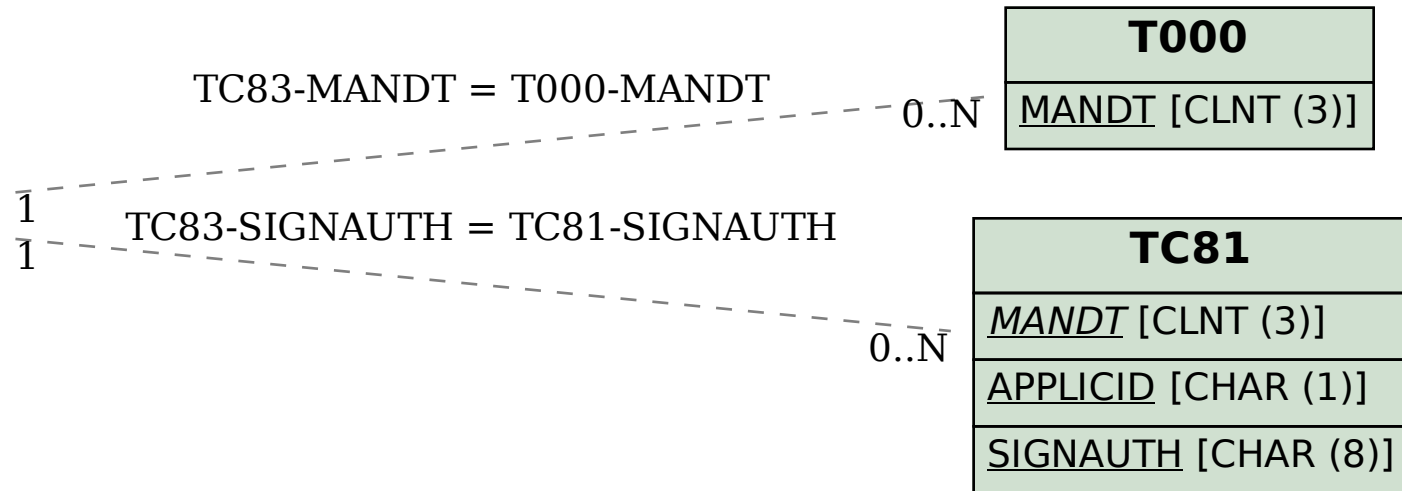 T000
TC83-MANDT = T000-MANDT
0..N
MANDT [CLNT (3)]
1
TC83-SIGNAUTH = TC81-SIGNAUTH
1
TC81
MANDT [CLNT (3)]
0..N
APPLICID [CHAR (1)]
SIGNAUTH [CHAR (8)]